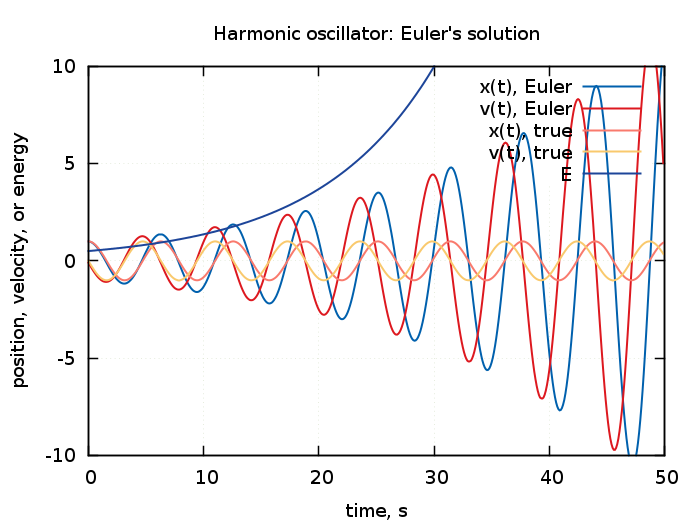 Harmonic oscillator: Euler's solution
10
5
0
-5
-10
position, velocity, or energy
x(t), Euler
v(t), Euler
x(t), true
v(t), true
E
0 10 20 30 40 50
time, s